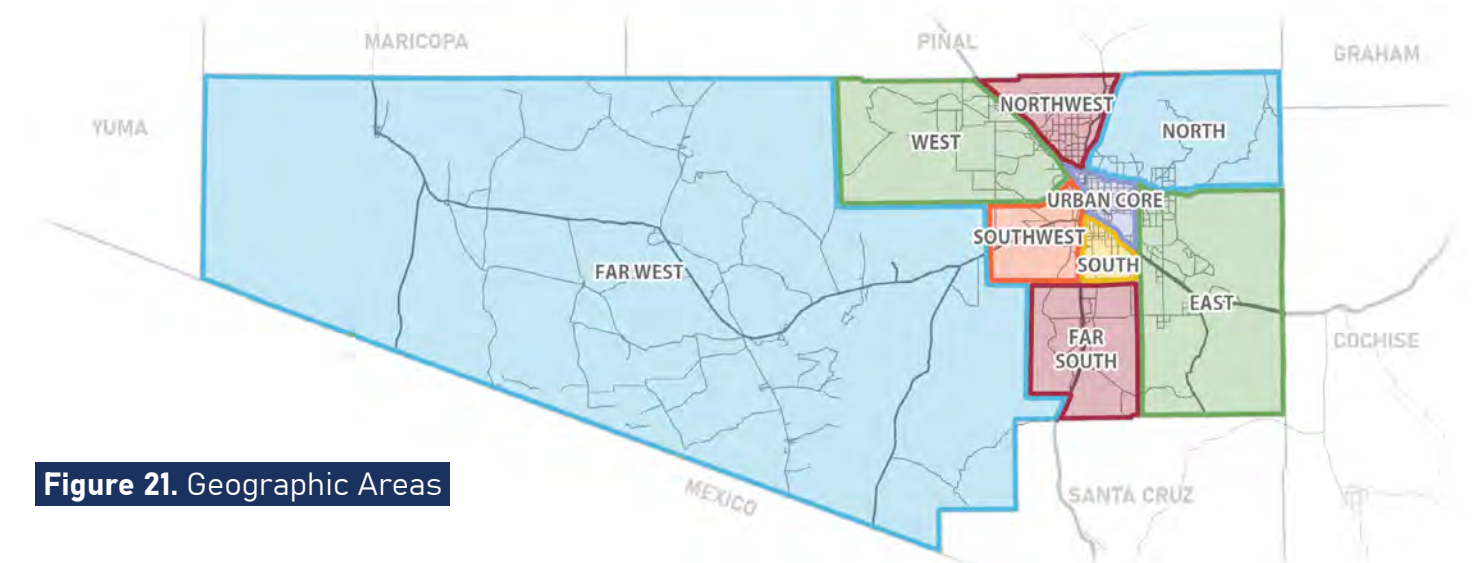 MARICOPA
PINAL
GRAHAM
YUMA
NORTHWEST
NORTH
WEST
URBAN CORE
SOUTHWEST
SOUTH
FAR WEST
EAST
FAR
SOUTH
COCHISE
MEXICO
SANTA CRUZ
Figure 21. Geographic Areas